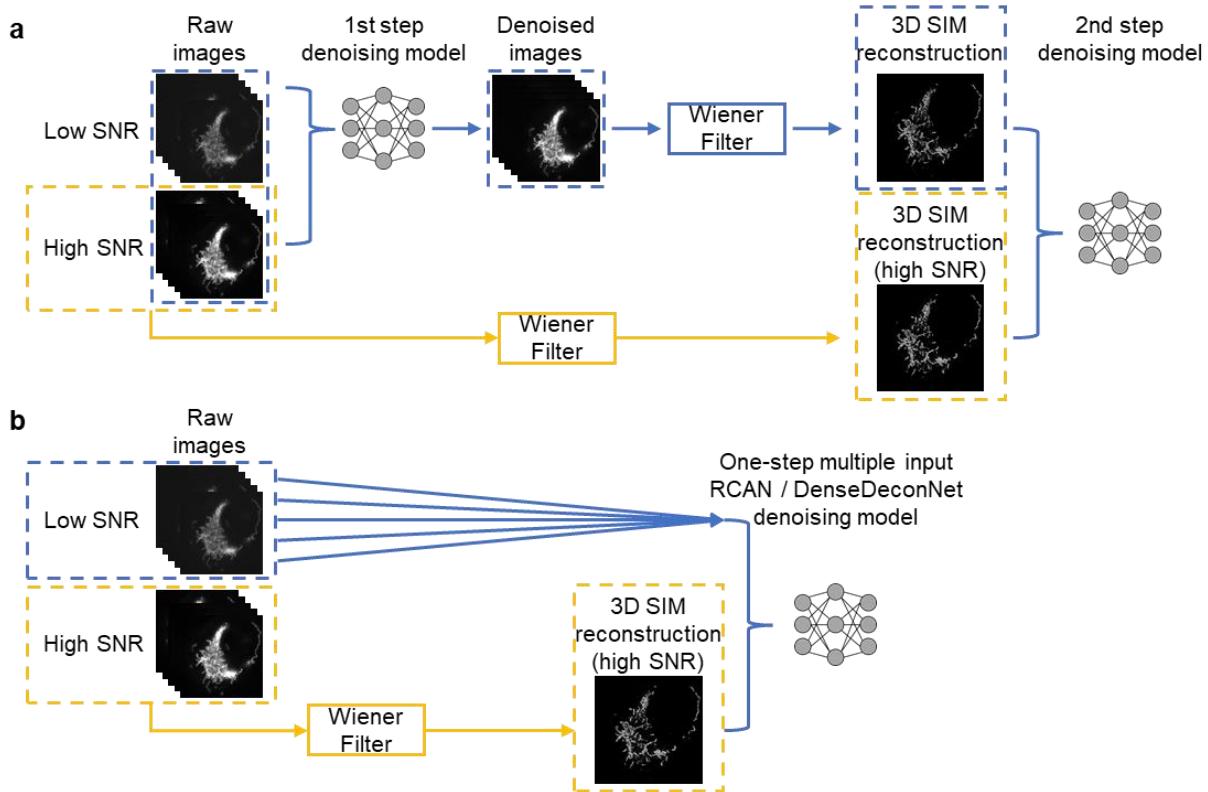 a
Raw
images
1st step
denoising model
Denoised
images
3D SIM
reconstruction
2nd step
denoising model
Low SNR
Wiener
Filter
High SNR
3D SIM
reconstruction
(high SNR)
Wiener
Filter
b
Raw
images
One-step multiple input
RCAN / DenseDeconNet
denoising model
Low SNR
High SNR
3D SIM
reconstruction
(high SNR)
Wiener
Filter